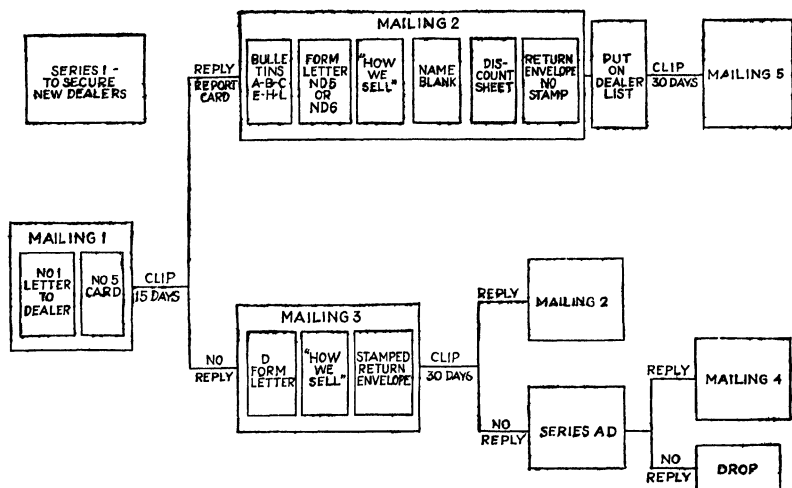 SERIES 1 -
TO SECURE
NEW DEALERS
MAILING 1
NO 1
LETTER
TO
DEALER
NO 5
CARD
CLIP
15 DAYS
REPLY
REPORT
CARD
MAILING 2
BULLE
TINS
A-B-C
E-H-L
FORM
LETTER
ND5
OR
ND6
"HOW
WE
SELL"
NAME
BLANK
DIS-
COUNT
SHEET
RETURN
ENVELOPE
NO
STAMP
PUT
ON
DEALER
LIST
CLIP
30 DAYS
MAILING 5
NO
REPLY
MAILING 3
D
FORM
LETTER
"HOW
WE
SELL"
STAMPED
RETURN
ENVELOPE
CLIP
30 DAYS
REPLY
MAILING 2
NO
REPLY
SERIES AD
REPLY
MAILING 4
NO
REPLY
DROP